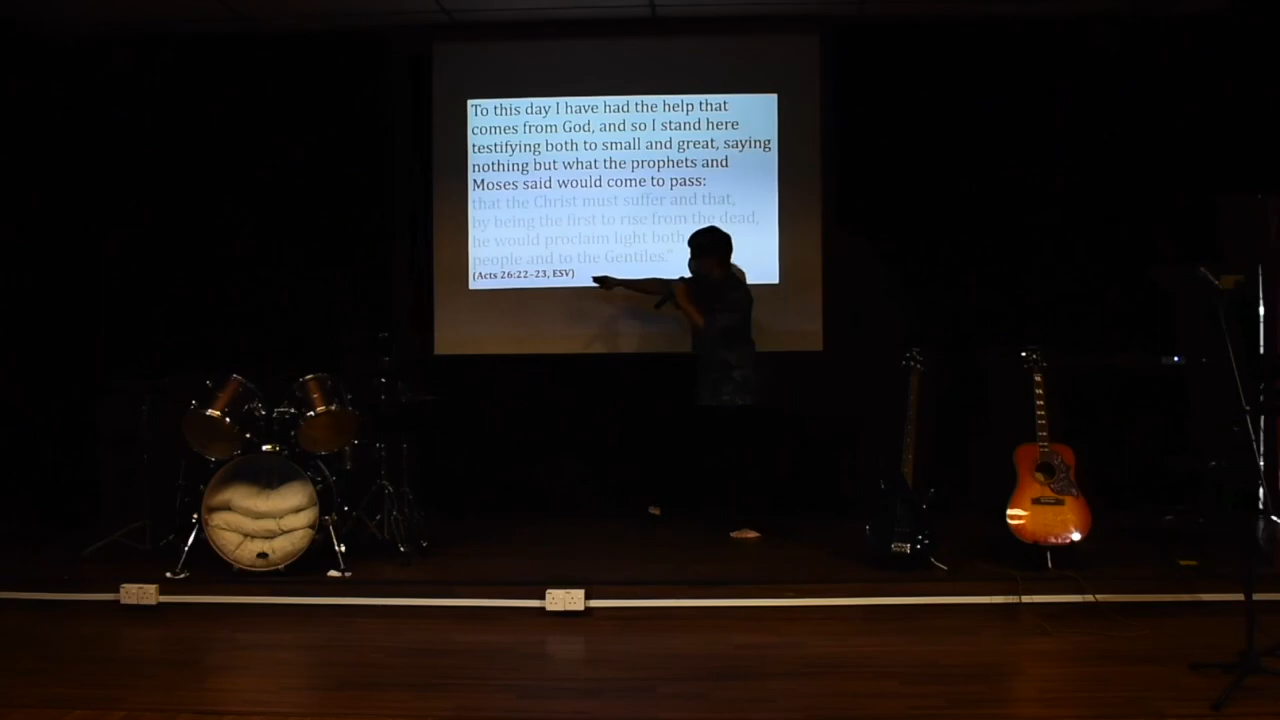 To this day I have had the help that
comes from God, and so I stand here
testifying both to small and great, saying
nothing but what the prophets and
Moses said would come to pass:
that the Christ must suffer and that,
by being the first to rise from the dead,
he would proclaim light both
people and to the Gentiles."
(Acts 26:22–23, ESV)